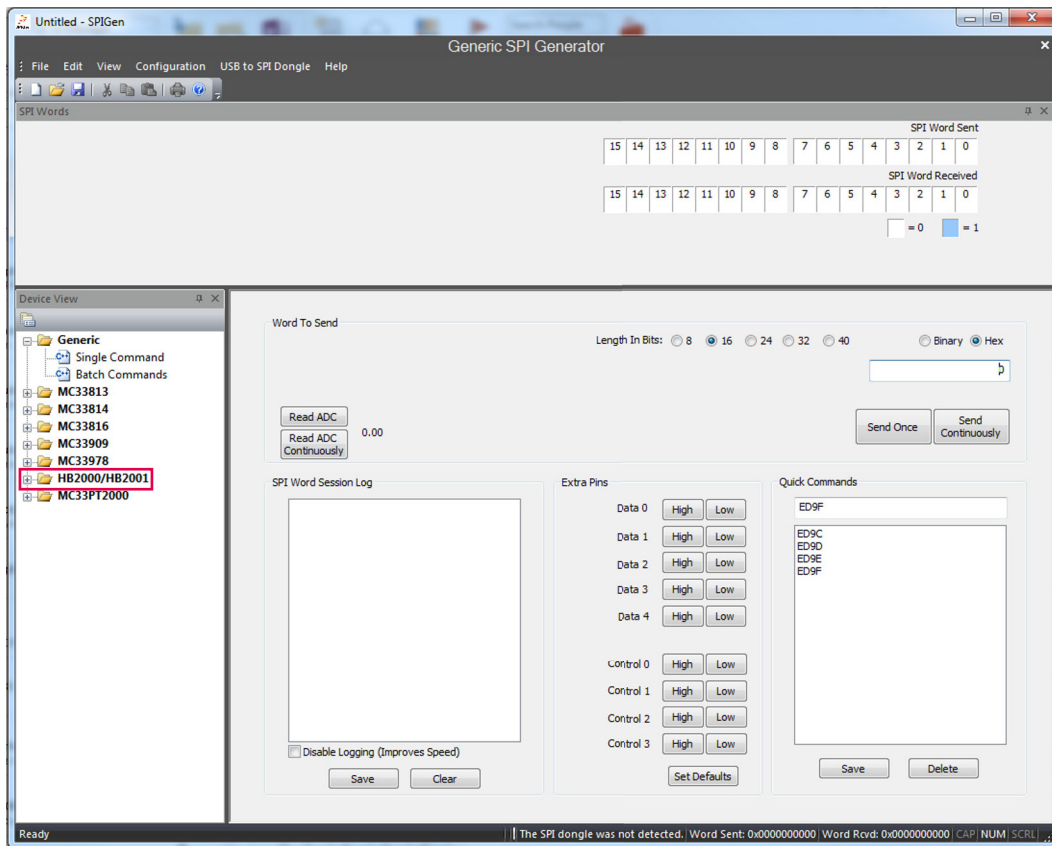 Untitled - SPIGen
Generic SPI Generator
File Edit View Configuration USB to SPI Dongle Help
SPI Words
SPI Word Sent
15 14 13 12 11 10 9 8 7 6 5 4 3 2 1 0
SPI Word Received
15 14 13 12 11 10 9 8 7 6 5 4 3 2 1 0
= 0 = 1
Device View
Generic
Single Command
Batch Commands
MC33813
MC33814
MC33816
MC33909
MC33978
HB2000/HB2001
MC33PT2000
Word To Send
Length In Bits: 8 16 24 32 40 Binary Hex
Read ADC
Read ADC
Continuously
0.00
Send Once
Send
Continuously
SPI Word Session Log
Disable Logging (Improves Speed)
Save Clear
Extra Pins
Data 0 High Low
Data 1 High Low
Data 2 High Low
Data 3 High Low
Data 4 High Low
Control 0 High Low
Control 1 High Low
Control 2 High Low
Control 3 High Low
Set Defaults
Quick Commands
ED9F
ED9C
ED9D
ED9E
ED9F
Save Delete
Ready
The SPI dongle was not detected. Word Sent: 0x0000000000 Word Rcvd: 0x0000000000 CAP NUM SCRL